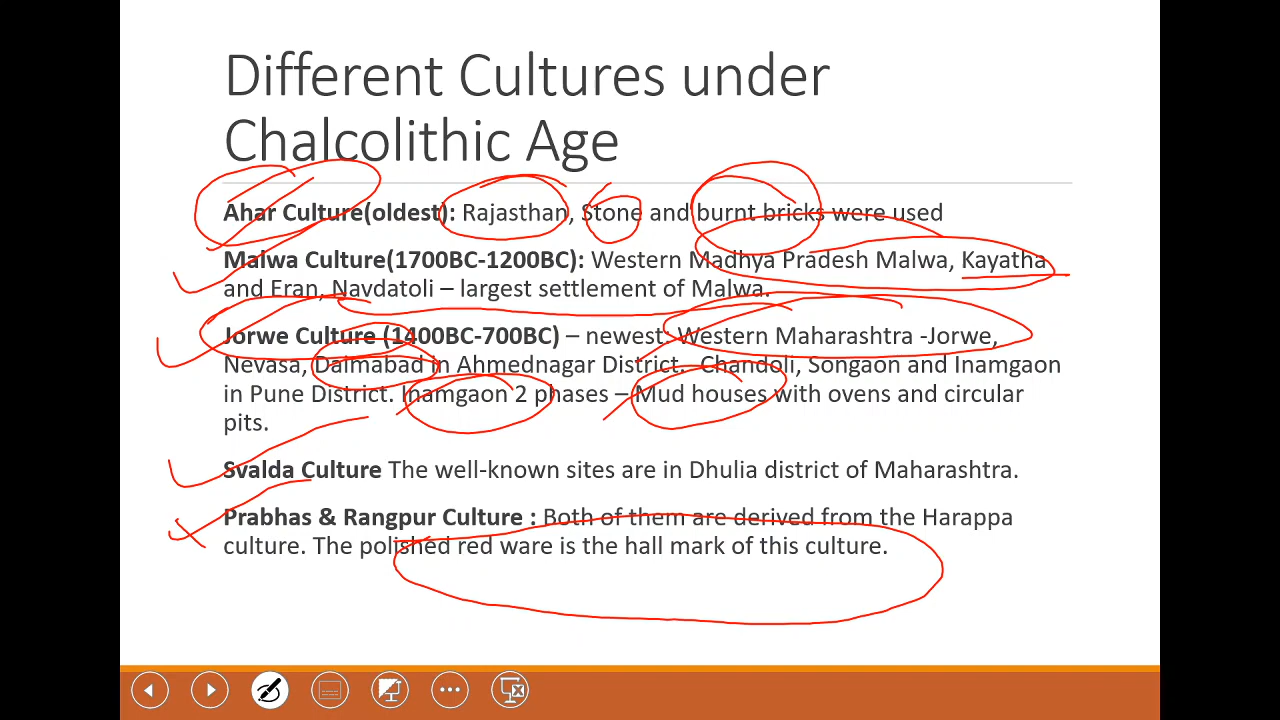 Different Cultures under
Chalcolithic Age
Ahar Culture(oldest): Rajasthan, Stone and burnt bricks were used
Malwa Culture(1700BC-1200BC): Western Madhya Pradesh Malwa, Kayatha
and Eran, Navdatoli – largest settlement of Malwa.
Jorwe Culture (1400BC-700BC) – newest: Western Maharashtra -Jorwe,
Nevasa, Daimabad in Ahmednagar District. Chandoli, Songaon and Inamgaon
in Pune District. Inamgaon 2 phases – Mud houses with ovens and circular
pits.
Svalda Culture The well-known sites are in Dhulia district of Maharashtra.
Prabhas & Rangpur Culture : Both of them are derived from the Harappa
culture. The polished red ware is the hall mark of this culture.